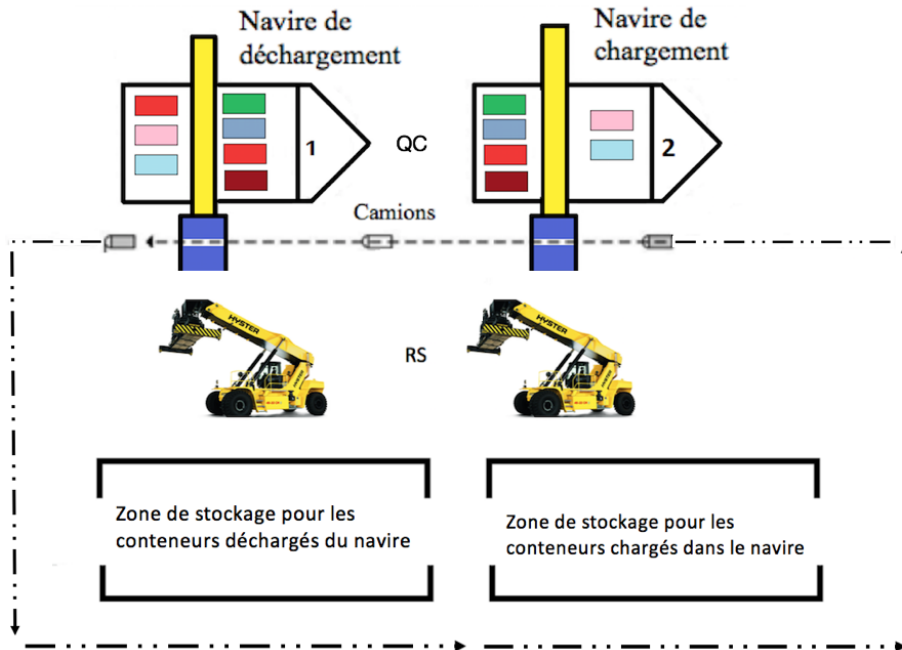 Navire de
déchargement
Navire de
chargement
1
QC
2
Camions
HYSTER
HYSTER
RS
Zone de stockage pour les
conteneurs déchargés du navire
Zone de stockage pour les
conteneurs chargés dans le navire